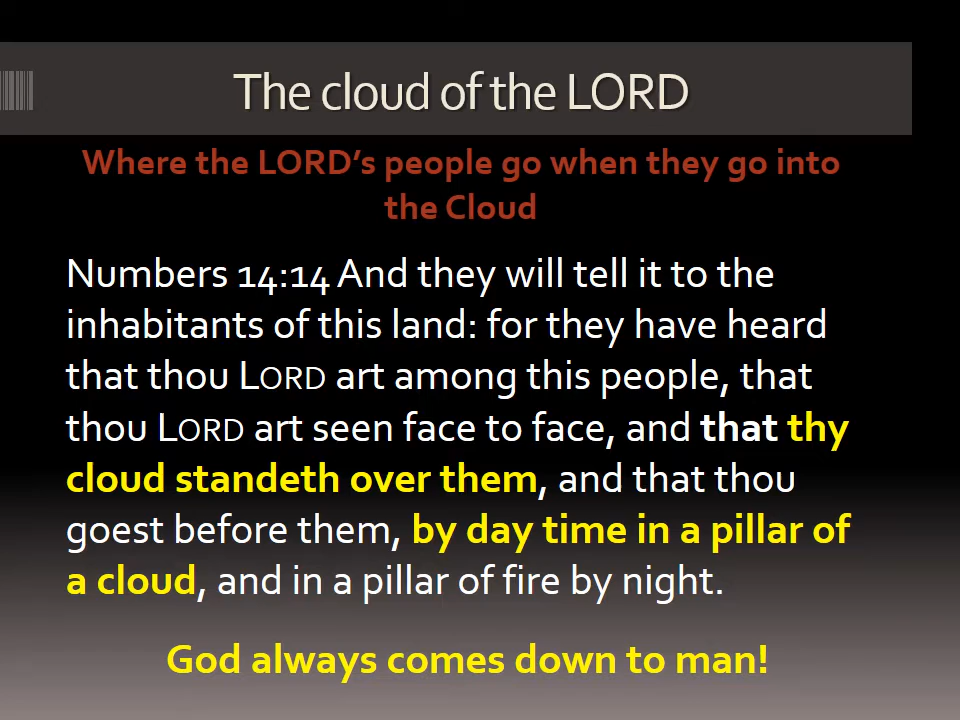 The cloud of the LORD
Where the LORD’s people go when they go into
the Cloud
Numbers 14:14 And they will tell it to the
inhabitants of this land: for they have heard
that thou LORD art among this people, that
thou LORD art seen face to face, and that thy
cloud standeth over them, and that thou
goest before them, by day time in a pillar of
a cloud, and in a pillar of fire by night.
God always comes down to man!